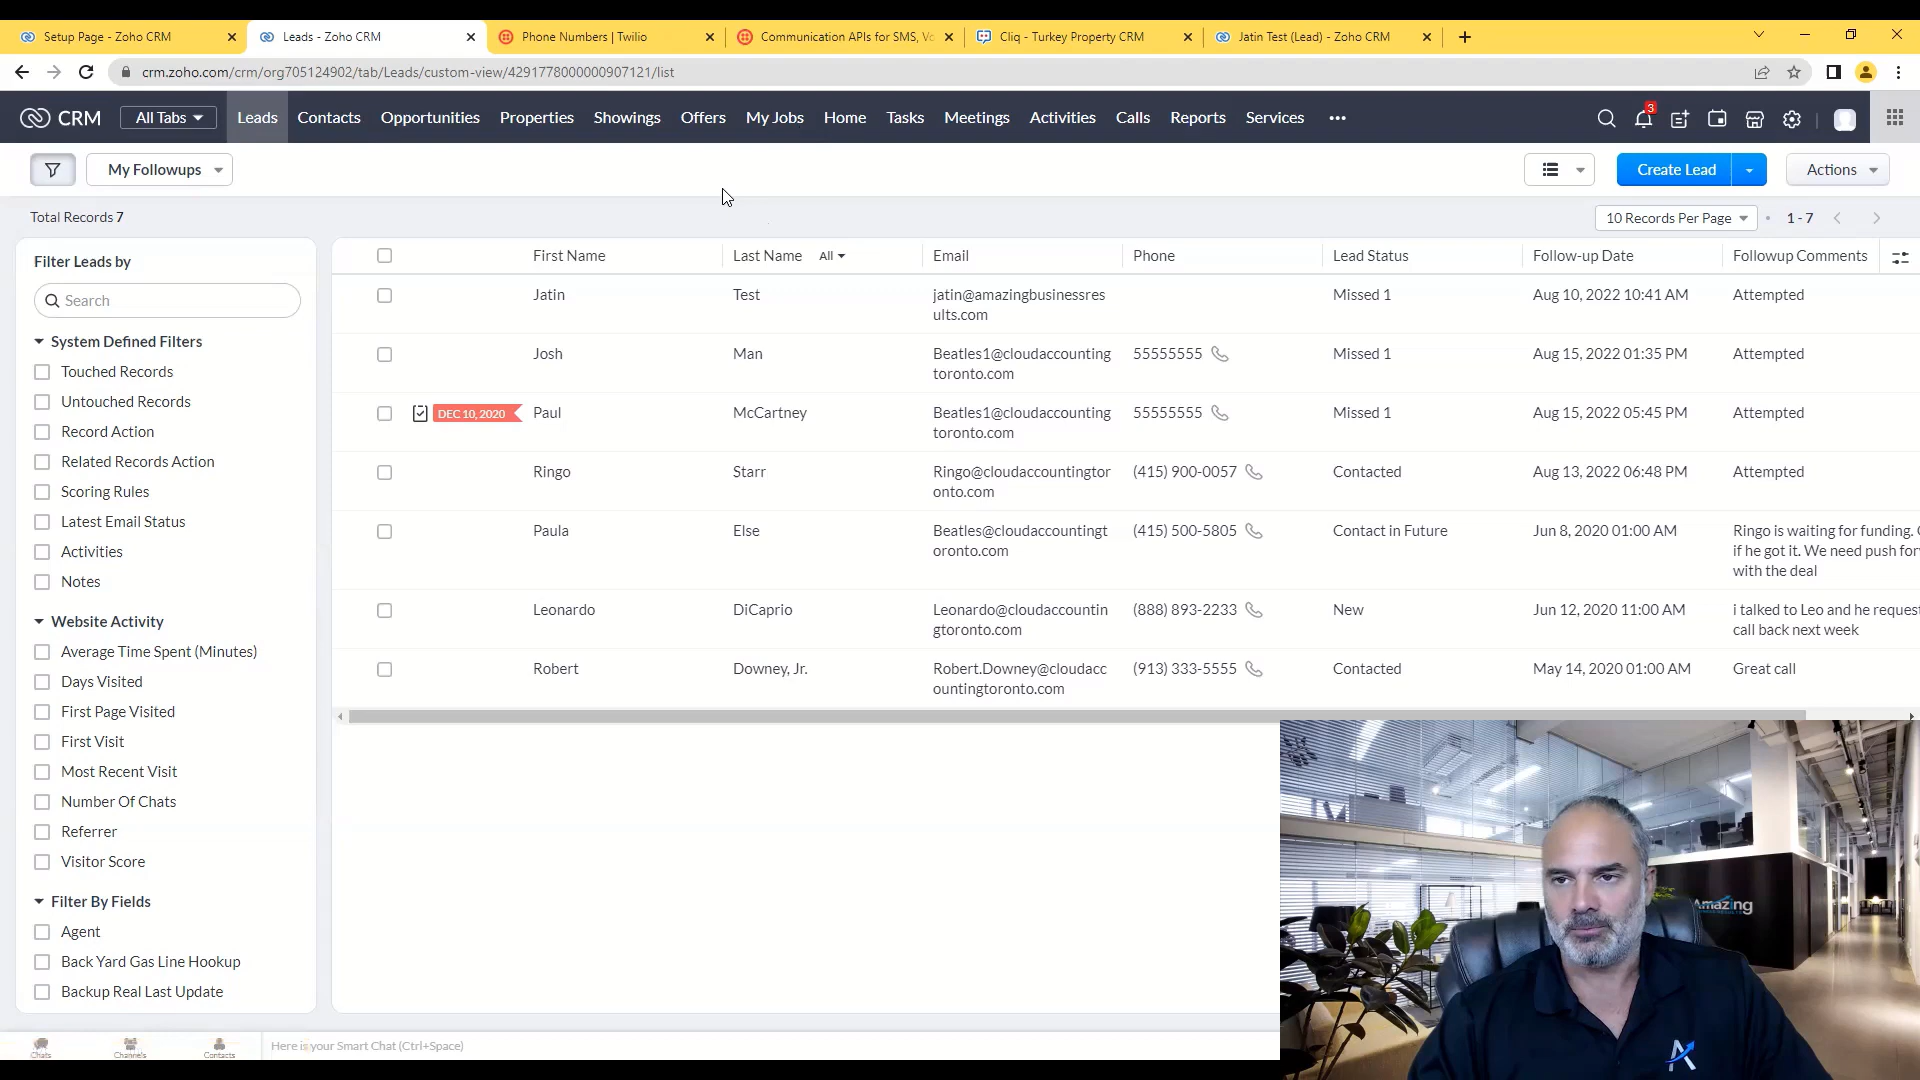 Setup Page - Zoho CRM
Leads - Zoho CRM
Phone Numbers | Twilio
Communication APIs for SMS, Vo
Cliq - Turkey Property CRM
Jatin Test (Lead) - Zoho CRM
crm.zoho.com/crm/org705124902/tab/Leads/custom-view/4291778000000907121/list
CRM
All Tabs
Leads
Contacts
Opportunities
Properties
Showings
Offers
My Jobs
Home
Tasks
Meetings
Activities
Calls
Reports
Services
3
My Followups
Create Lead
Actions
Total Records 7
10 Records Per Page
1 - 7
Filter Leads by
Search
System Defined Filters
Touched Records
Untouched Records
Record Action
Related Records Action
Scoring Rules
Latest Email Status
Activities
Notes
Website Activity
Average Time Spent (Minutes)
Days Visited
First Page Visited
First Visit
Most Recent Visit
Number Of Chats
Referrer
Visitor Score
Filter By Fields
Agent
Back Yard Gas Line Hookup
Backup Real Last Update
First Name Last Name All Email Phone Lead Status Follow-up Date Followup Comments
Jatin Test jatin@amazingbusinessres Missed 1 Aug 10, 2022 10:41 AM Attempted
ults.com
Josh Man Beatles1@cloudaccounting 55555555 Missed 1 Aug 15, 2022 01:35 PM Attempted
toronto.com
DEC 10, 2020 Paul McCartney Beatles1@cloudaccounting 55555555 Missed 1 Aug 15, 2022 05:45 PM Attempted
toronto.com
Ringo Starr Ringo@cloudaccountingtor (415) 900-0057 Contacted Aug 13, 2022 06:48 PM Attempted
onto.com
Paula Else Beatles@cloudaccountingt (415) 500-5805 Contact in Future Jun 8, 2020 01:00 AM Ringo is waiting for funding.
oronto.com if he got it. We need push for
with the deal
Leonardo DiCaprio Leonardo@cloudaccountin (888) 893-2233 New Jun 12, 2020 11:00 AM i talked to Leo and he request
gtoronto.com call back next week
Robert Downey, Jr. Robert.Downey@cloudacc (913) 333-5555 Contacted May 14, 2020 01:00 AM Great call
ountingtoronto.com
Amazing
Chats
Channels
Contacts
Here is your Smart Chat (Ctrl+Space)